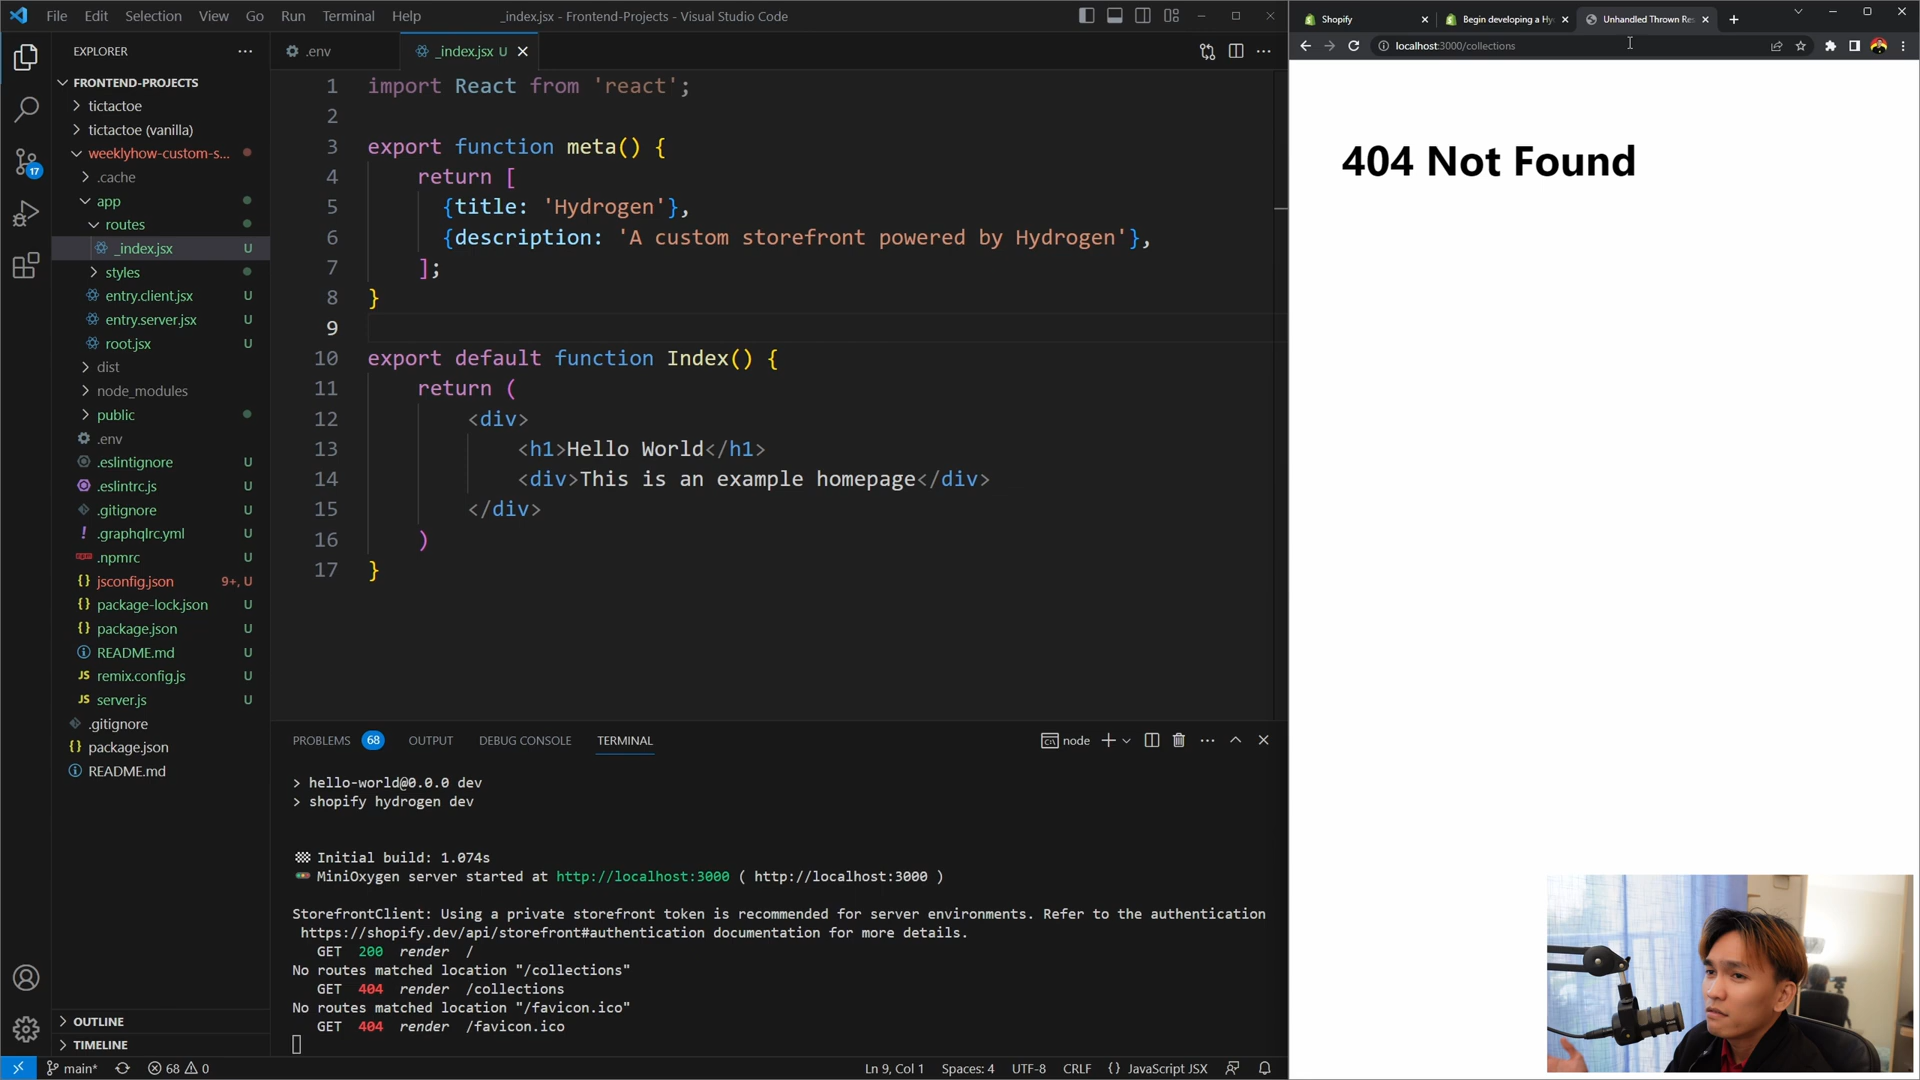 File Edit Selection View Go Run Terminal Help
_index.jsx - Frontend-Projects - Visual Studio Code
EXPLORER
FRONTEND-PROJECTS
tictactoe
tictactoe (vanilla)
weeklyhow-custom-s...
.cache
app
routes
_index.jsx U
styles
entry.client.jsx U
entry.server.jsx U
root.jsx U
dist
node_modules
public
.env
.eslintignore U
.eslintrc.js U
.gitignore U
.graphqlrc.yml U
.npmrc U
jsconfig.json 9+, U
package-lock.json U
package.json U
README.md U
remix.config.js U
server.js U
.gitignore
package.json
README.md
OUTLINE
TIMELINE
17
.env
_index.jsx U
1 import React from 'react';
2
3 export function meta() {
4 return [
5 {title: 'Hydrogen'},
6 {description: 'A custom storefront powered by Hydrogen'},
7 ];
8 }
9
10 export default function Index() {
11 return (
12 <div>
13 <h1>Hello World</h1>
14 <div>This is an example homepage</div>
15 </div>
16 )
17 }
PROBLEMS 68 OUTPUT DEBUG CONSOLE TERMINAL
node
> hello-world@0.0.0 dev
> shopify hydrogen dev
Initial build: 1.074s
MiniOxygen server started at http://localhost:3000 ( http://localhost:3000 )
StorefrontClient: Using a private storefront token is recommended for server environments. Refer to the authentication
https://shopify.dev/api/storefront#authentication documentation for more details.
GET 200 render /
No routes matched location "/collections"
GET 404 render /collections
No routes matched location "/favicon.ico"
GET 404 render /favicon.ico
main* 68 0
Ln 9, Col 1 Spaces: 4 UTF-8 CRLF {} JavaScript JSX
Shopify
Begin developing a Hy
Unhandled Thrown Res
localhost:3000/collections
404 Not Found